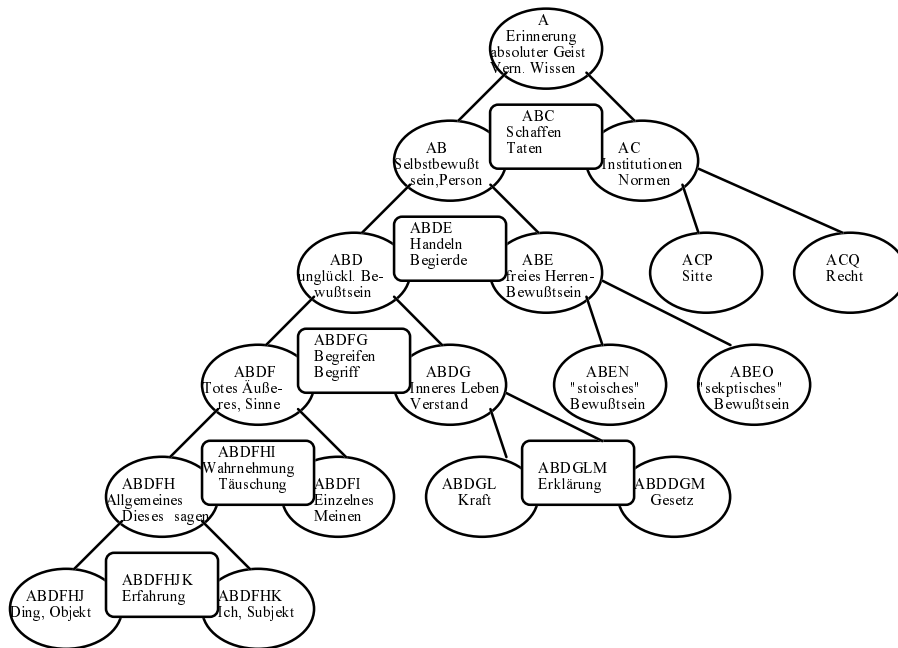 A
Erinnerung
absoluter Geist
Vern. Wissen
ABC
Schaffen
Taten
AB
Selbstbewußt
sein,Person
AC
Institutionen
Normen
ABDE
Handeln
Begierde
ABD
unglückl. Be-
wußtsein
ABE
freies Herren-
Bewußtsein
ACP
Sitte
ACQ
Recht
ABDFG
Begreifen
Begriff
ABDF
Totes Äuße-
res, Sinne
ABDG
Inneres Leben
Verstand
ABEN
"stoisches"
Bewußtsein
ABEO
"sekptisches"
Bewußtsein
ABDFHI
Wahrnehmung
Täuschung
ABDFH
Allgemeines
Dieses sagen
ABDFI
Einzelnes
Meinen
ABDGL
Kraft
ABDGLM
Erklärung
ABDDGM
Gesetz
ABDFHJK
Erfahrung
ABDFHJ
Ding, Objekt
ABDFHK
Ich, Subjekt